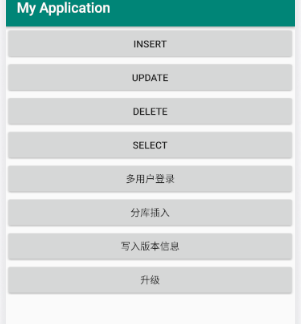 My Application
INSERT
UPDATE
DELETE
SELECT
多用户登录
分库插入
写入版本信息
升级